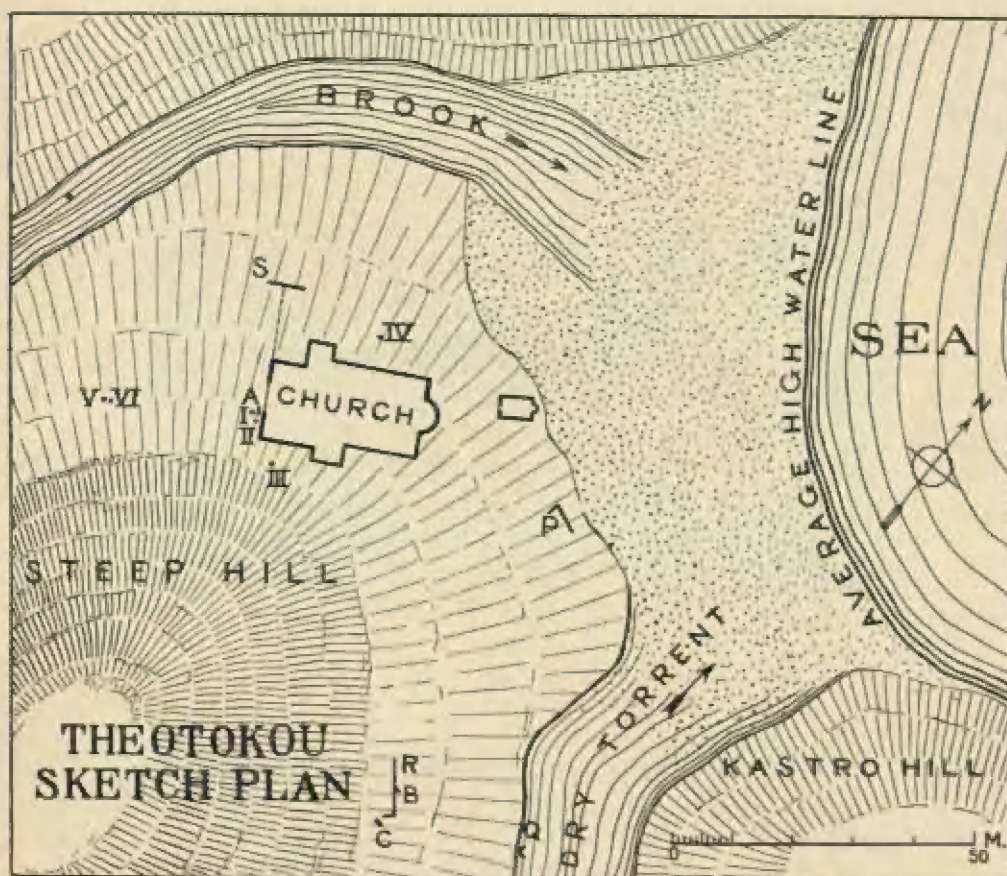 BROOK
AVERAGE HIGH WATER LINE
SEA
N
S
IV
CHURCH
V VI
A
I
II
III
P
STEEP HILL
DRY TORRENT
THEOTOKOU
SKETCH PLAN
R
B
C
KASTRO HILL
0 50 M.